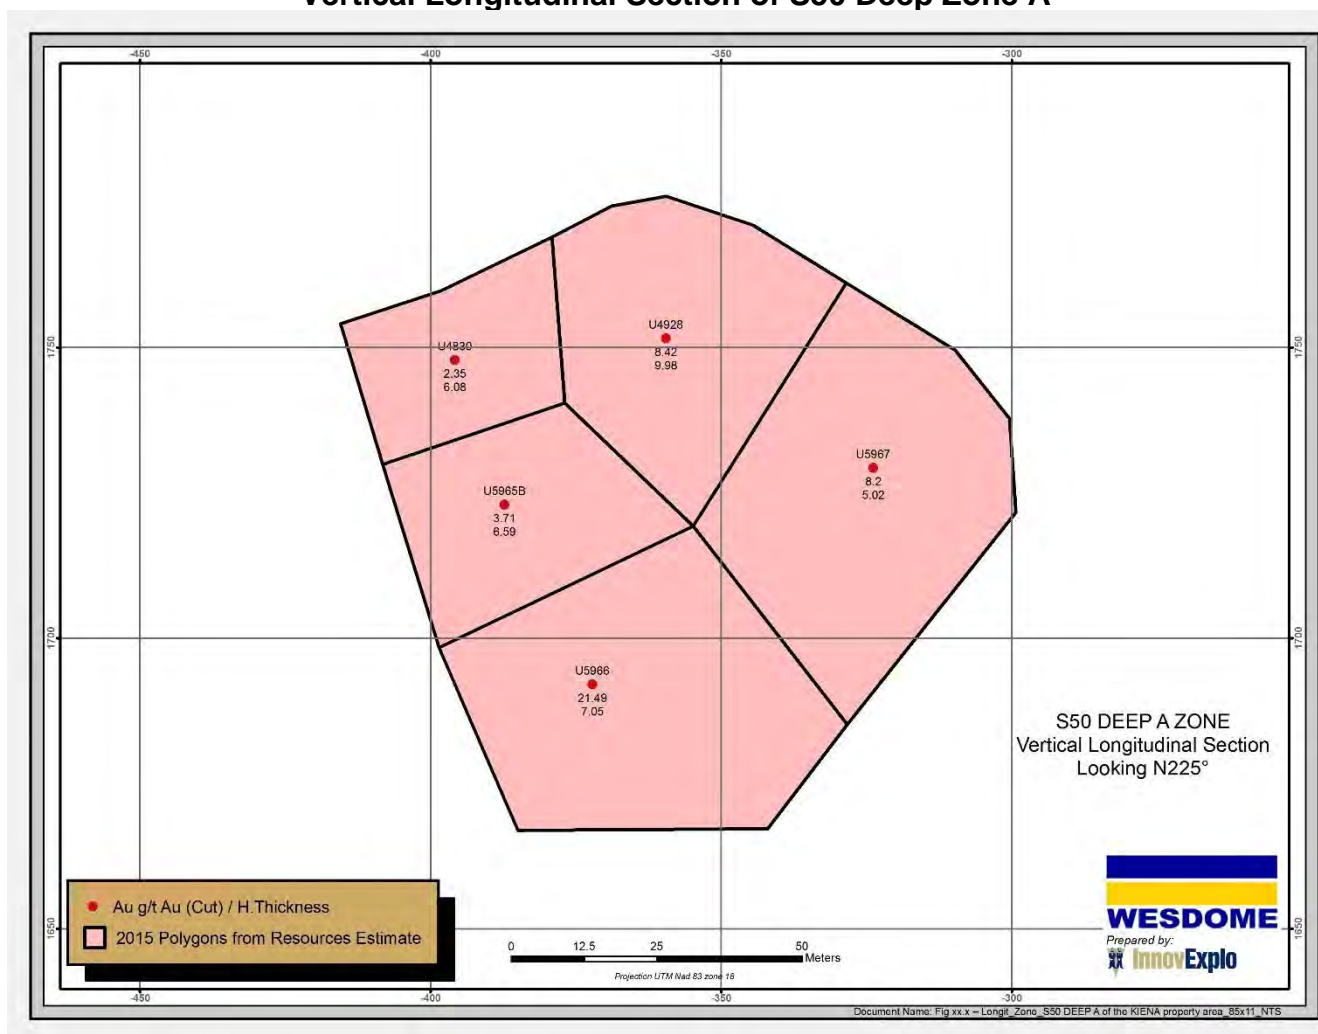 Vertical Longitudinal Section of S50 Deep Zone A
-450
-400
-350
-300
1750
1750
U4928
8.42
9.98
U4830
2.35
6.08
U5967
8.2
5.02
U5965B
3.71
6.59
1700
1700
U5966
21.49
7.05
S50 DEEP A ZONE
Vertical Longitudinal Section
Looking N225°
Au g/t Au (Cut) / H.Thickness
2015 Polygons from Resources Estimate
1650
1650
0 12.5 25 50
Meters
Projection UTM Nad 83 zone 18
WESDOME
Prepared by:
InnovExplo
-450
-400
-350
-300
Document Name: Fig xx.x – Longit_Zone_S50 DEEP A of the KIENA property area_85x11_NTS